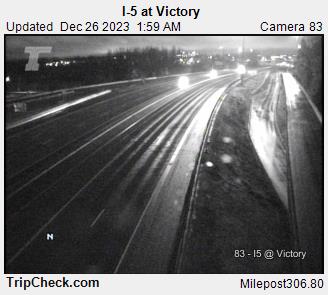 I-5 at Victory
Updated Dec 26 2023 1:59 AM Camera 83
T
N
83 - I5 @ Victory
TripCheck.com Milepost306.80